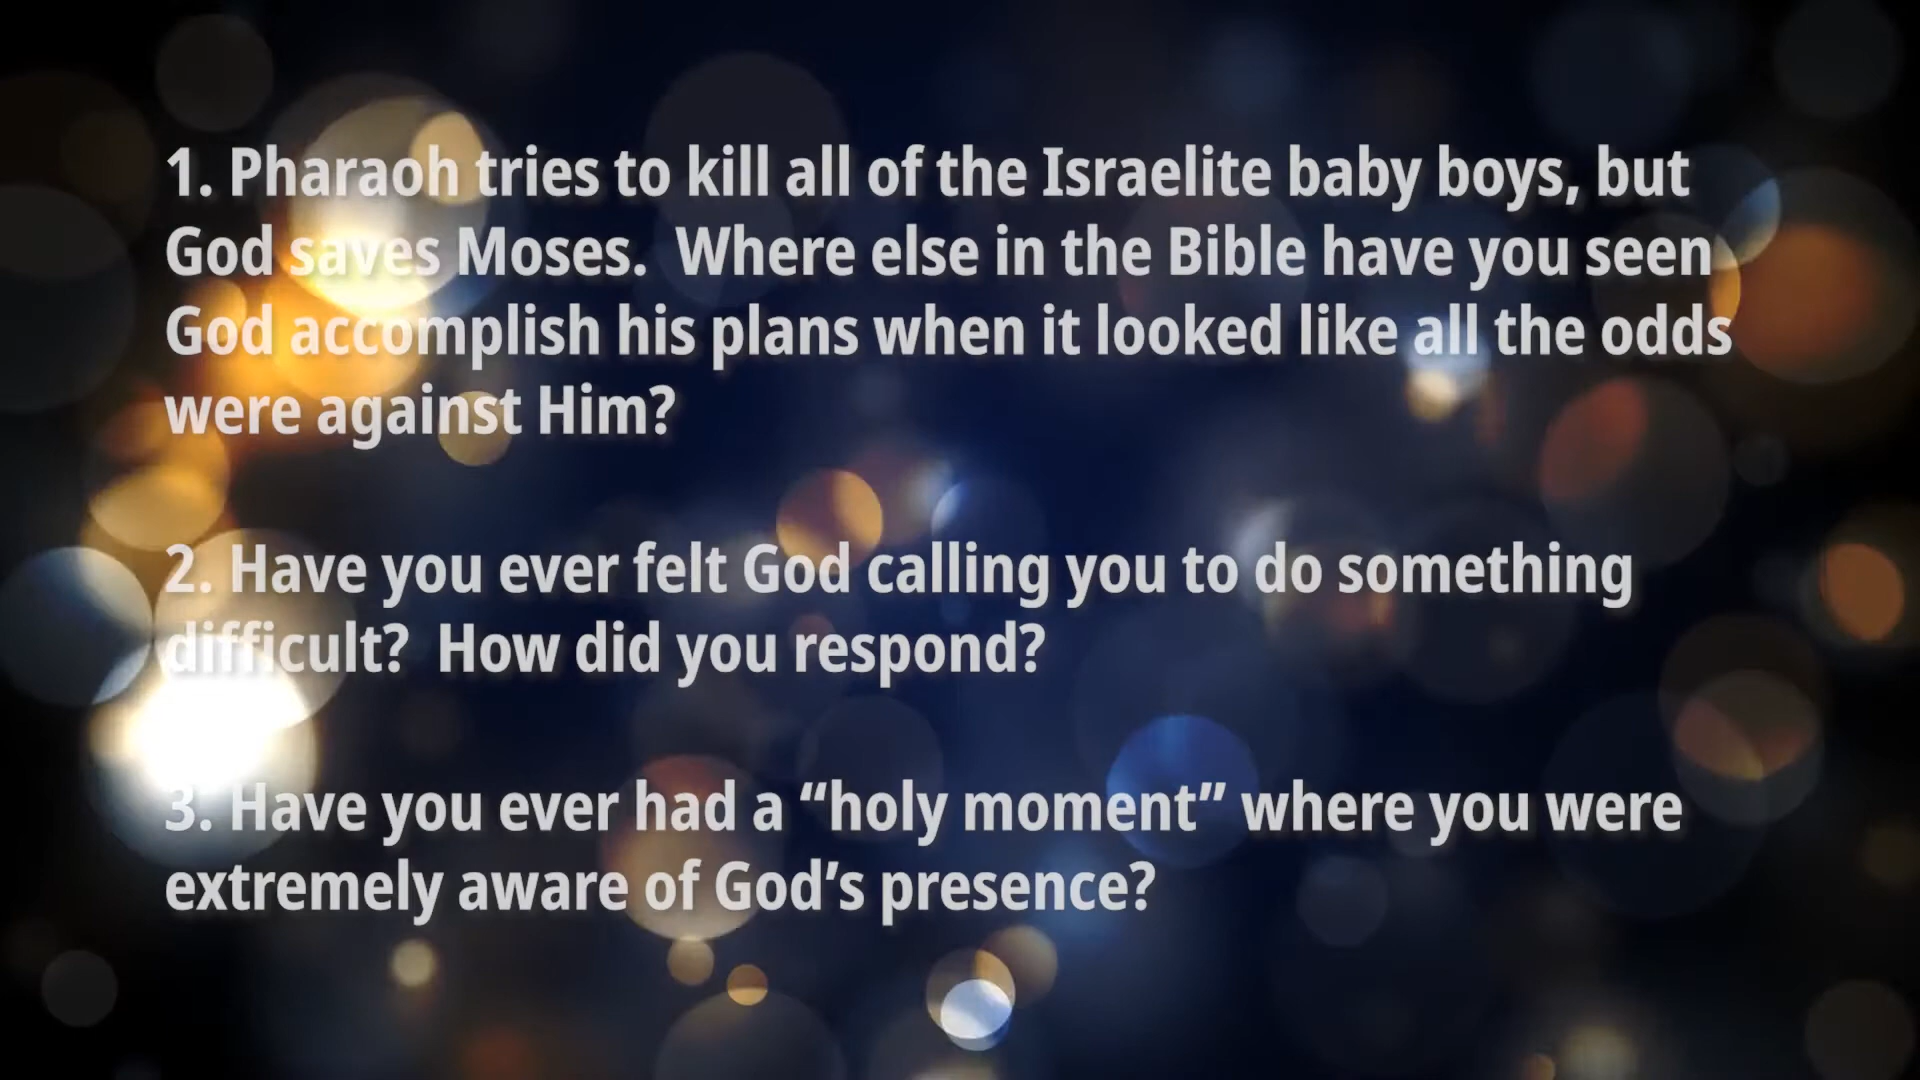 1. Pharaoh tries to kill all of the Israelite baby boys, but
God saves Moses.  Where else in the Bible have you seen
God accomplish his plans when it looked like all the odds
were against Him?
2. Have you ever felt God calling you to do something
difficult?  How did you respond?
3. Have you ever had a “holy moment” where you were
extremely aware of God’s presence?